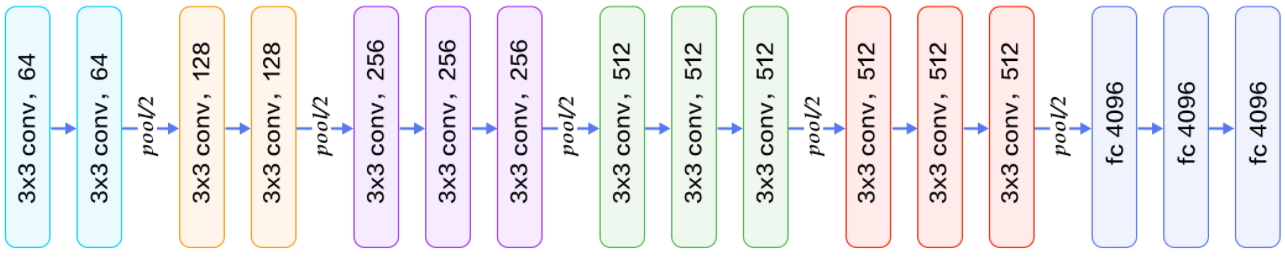 3x3 conv, 64
3x3 conv, 64
pool/2
3x3 conv, 128
3x3 conv, 128
pool/2
3x3 conv, 256
3x3 conv, 256
3x3 conv, 256
pool/2
3x3 conv, 512
3x3 conv, 512
3x3 conv, 512
pool/2
3x3 conv, 512
3x3 conv, 512
3x3 conv, 512
pool/2
fc 4096
fc 4096
fc 4096